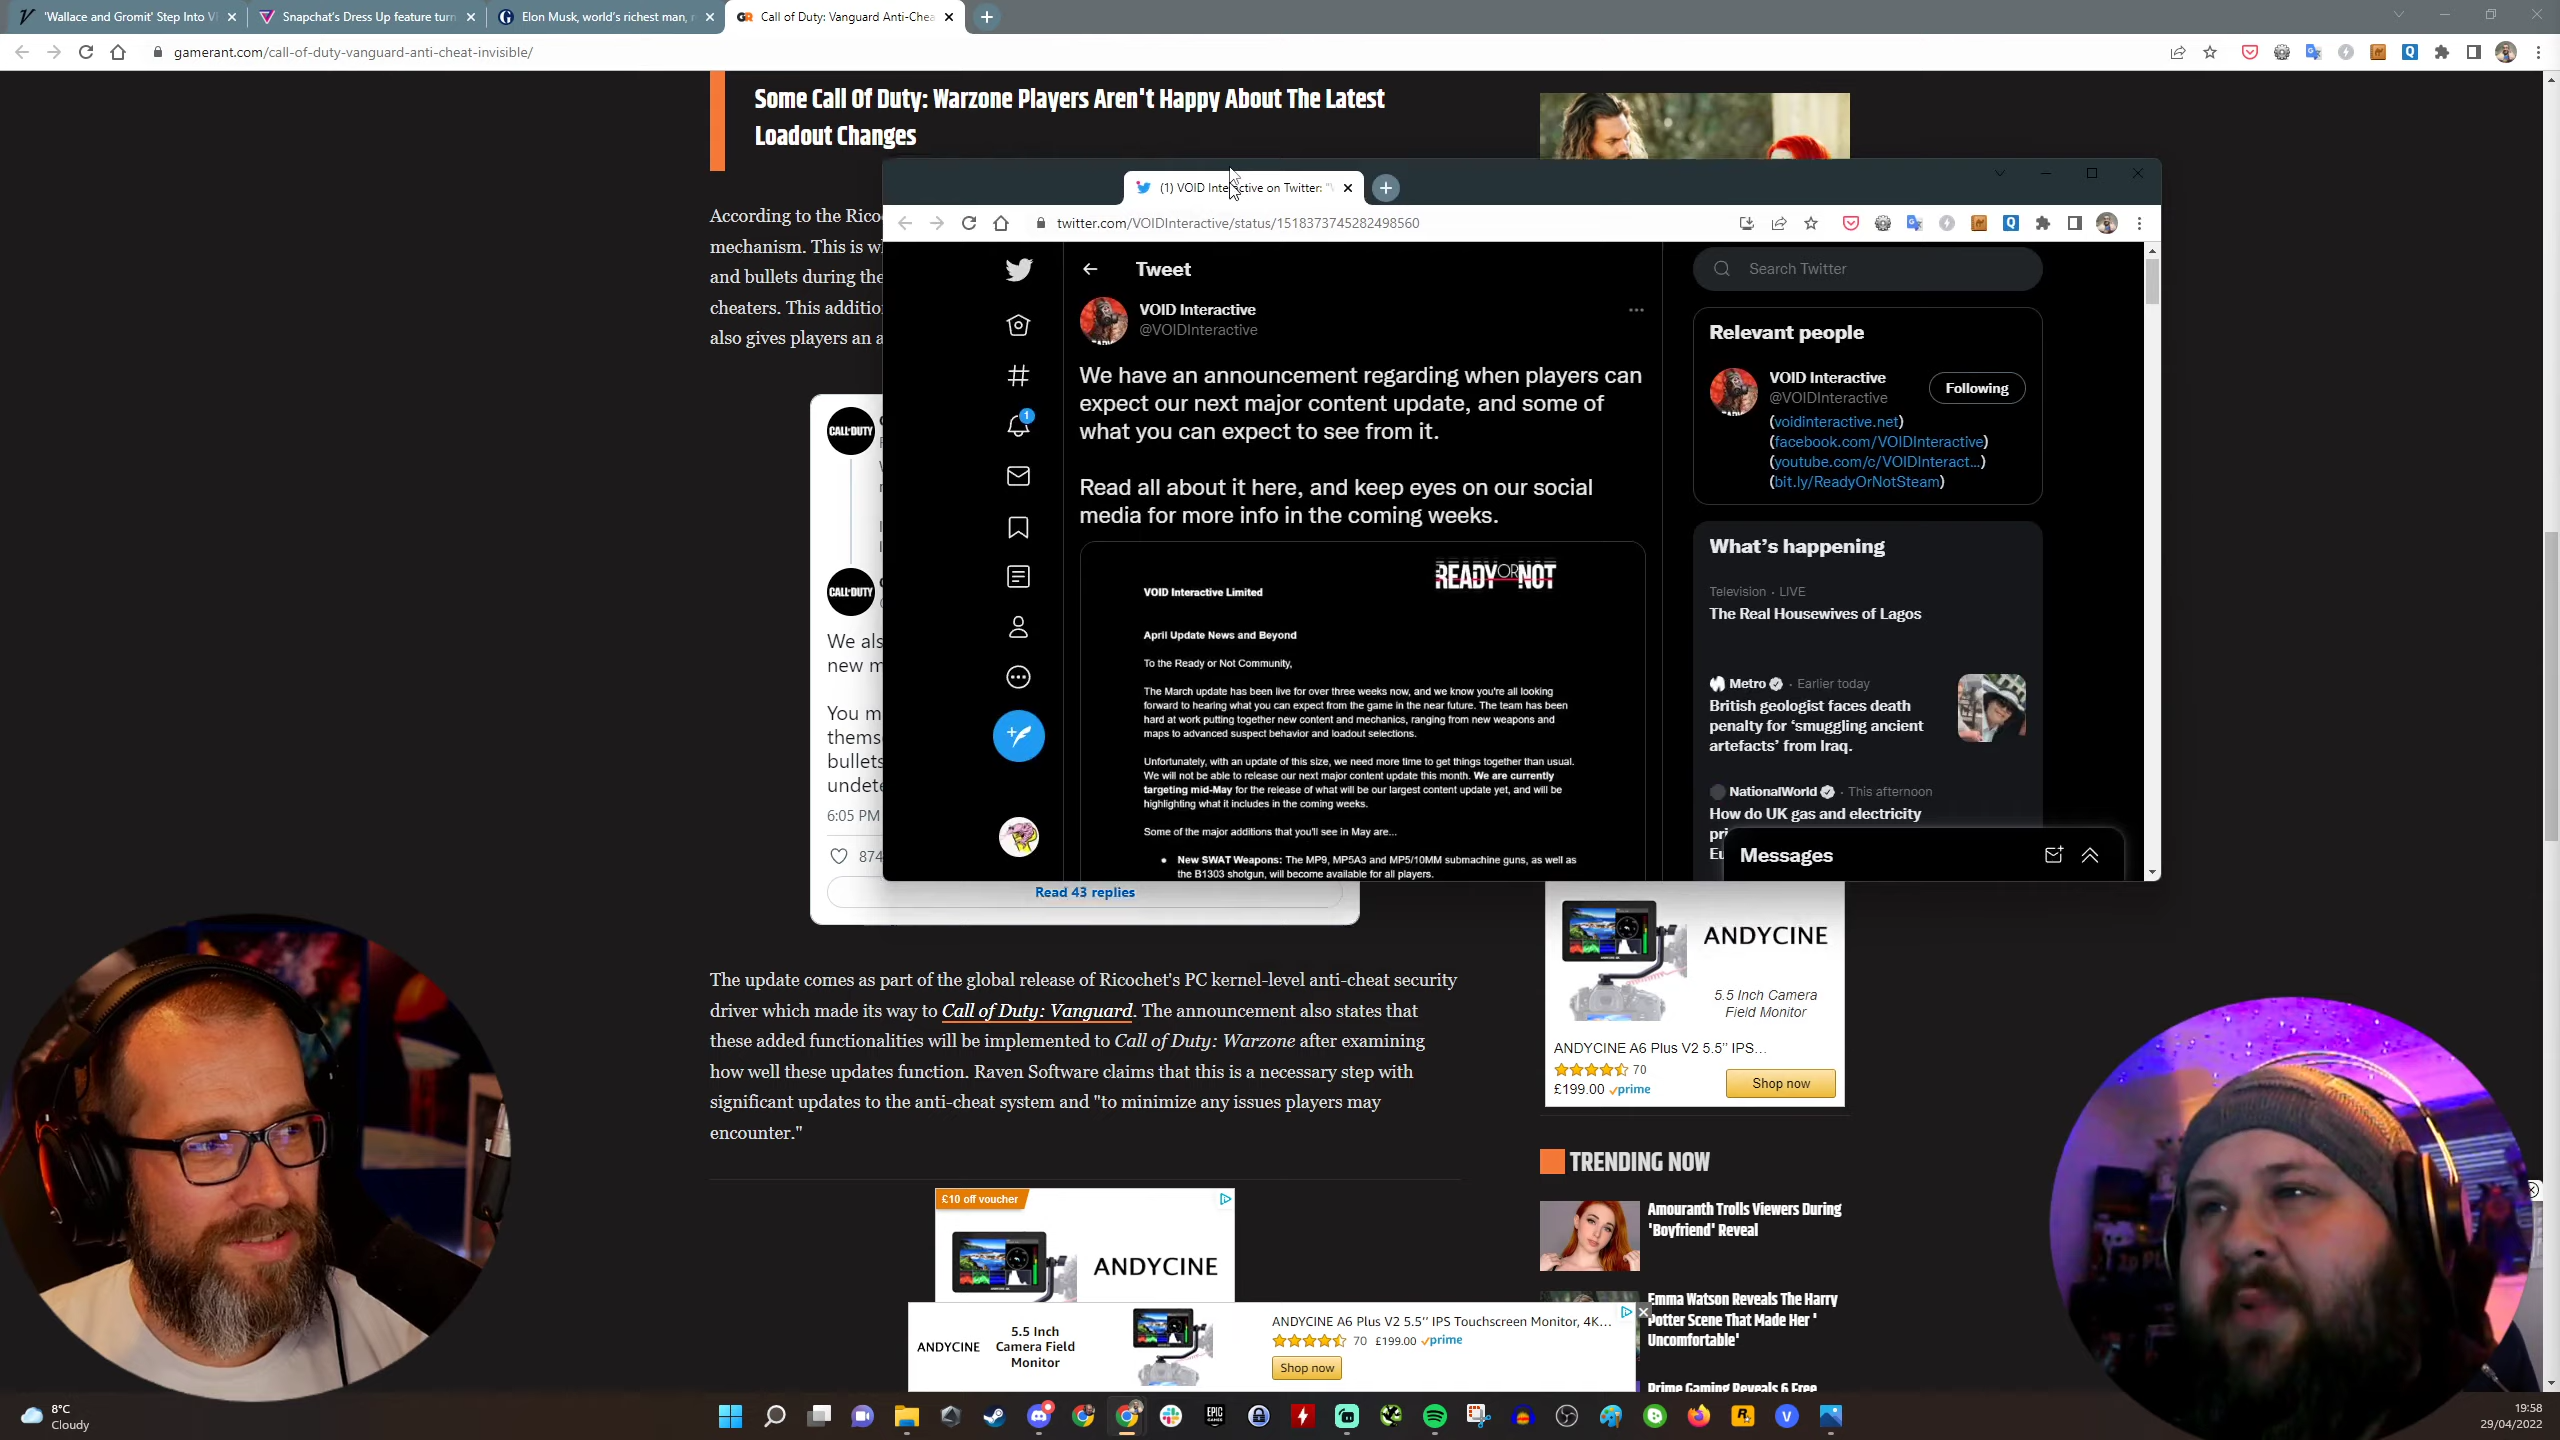 'Wallace and Gromit' Step Into V
Snapchat's Dress Up feature turn
Elon Musk, world's richest man,
GR Call of Duty: Vanguard Anti-Chea
gamerant.com/call-of-duty-vanguard-anti-cheat-invisible/
Some Call Of Duty: Warzone Players Aren't Happy About The Latest
Loadout Changes
According to the Rico
mechanism. This is w
and bullets during the
cheaters. This additio
also gives players an a
CALL·DUTY
CALL·DUTY
We als
new m
You m
thems
bullets
undete
6:05 PM
874
Read 43 replies
(1) VOID Interactive on Twitter: "
twitter.com/VOIDInteractive/status/1518373745282498560
Tweet
VOID Interactive
@VOIDInteractive
We have an announcement regarding when players can
expect our next major content update, and some of
what you can expect to see from it.
Read all about it here, and keep eyes on our social
media for more info in the coming weeks.
READY OR NOT
VOID Interactive Limited
April Update News and Beyond
To the Ready or Not Community,
The March update has been live for over three weeks now, and we know you're all looking
forward to hearing what you can expect from the game in the near future. The team has been
hard at work putting together new content and mechanics, ranging from new weapons and
maps to advanced suspect behavior and loadout selections.
Unfortunately, with an update of this size, we need more time to get things together than usual.
We will not be able to release our next major content update this month. We are currently
targeting mid-May for the release of what will be our largest content update yet, and will be
highlighting what it includes in the coming weeks.
Some of the major additions that you'll see in May are...
• New SWAT Weapons: The MP9, MP5A3 and MP5/10MM submachine guns, as well as
the B1303 shotgun, will become available for all players.
1
Search Twitter
Relevant people
VOID Interactive
@VOIDInteractive
Following
(voidinteractive.net)
(facebook.com/VOIDInteractive)
(youtube.com/c/VOIDInteract...)
(bit.ly/ReadyOrNotSteam)
What's happening
Television · LIVE
The Real Housewives of Lagos
Metro · Earlier today
British geologist faces death
penalty for 'smuggling ancient
artefacts' from Iraq.
NationalWorld · This afternoon
How do UK gas and electricity
pri
Eu
Messages
The update comes as part of the global release of Ricochet's PC kernel-level anti-cheat security
driver which made its way to Call of Duty: Vanguard. The announcement also states that
these added functionalities will be implemented to Call of Duty: Warzone after examining
how well these updates function. Raven Software claims that this is a necessary step with
significant updates to the anti-cheat system and "to minimize any issues players may
encounter."
£10 off voucher
ANDYCINE
ANDYCINE
5.5 Inch
Camera Field
Monitor
ANDYCINE A6 Plus V2 5.5'' IPS Touchscreen Monitor, 4K...
70 £199.00 prime
Shop now
ANDYCINE
5.5 Inch Camera
Field Monitor
ANDYCINE A6 Plus V2 5.5'' IPS...
70
£199.00 prime
Shop now
TRENDING NOW
Amouranth Trolls Viewers During
'Boyfriend' Reveal
Emma Watson Reveals The Harry
Potter Scene That Made Her '
Uncomfortable'
Prime Gaming Reveals 6 Free
8°C
Cloudy
EPIC
GAMES
19:58
29/04/2022